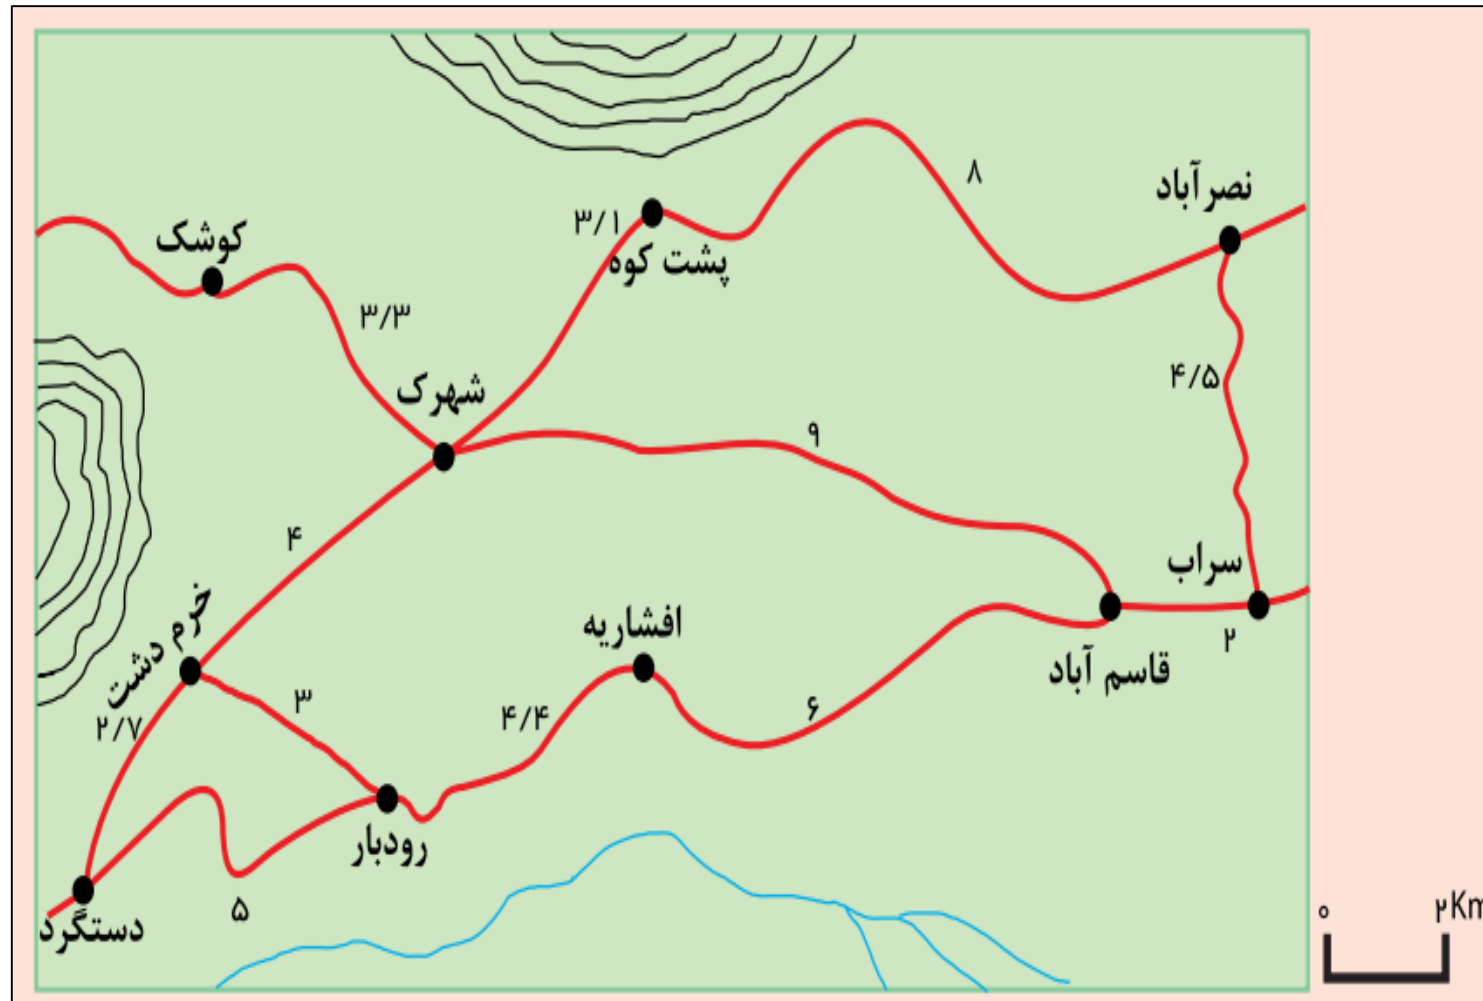 ۸
نصرآباد
۳/۱
کوشک
پشت کوه
۳/۳
۴/۵
شهرک
۹
۴
سراب
خرم دشت
افشاریه
۲
قاسم آباد
۳
۲/۷
۴/۴
۶
رودبار
۵
دستگرد
۰ ۲Km